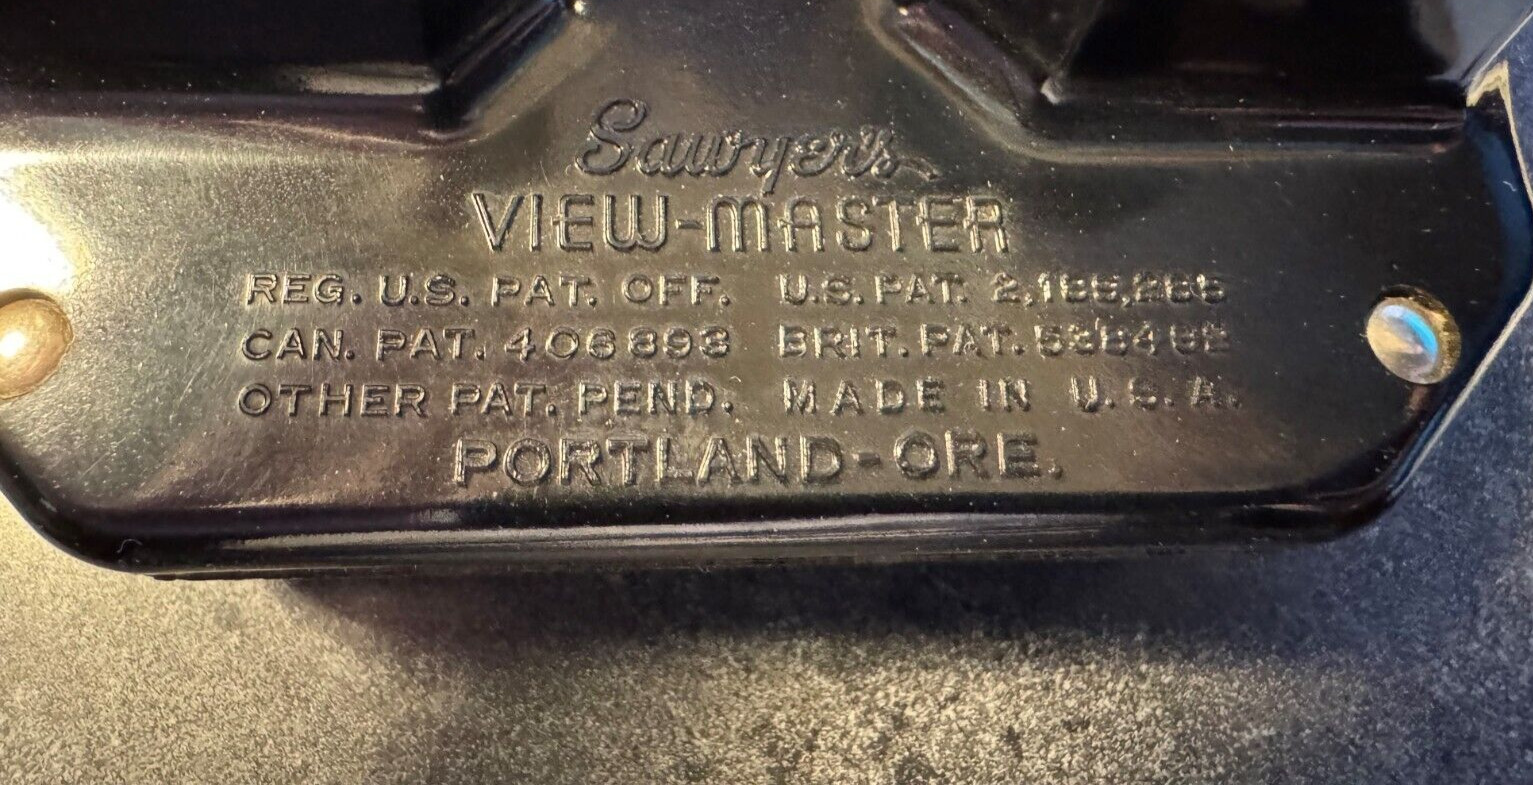 Sawyer's
VIEW-MASTER
REG. U.S. PAT. OFF. U.S. PAT.
CAN. PAT. 406893 BRIT. PAT.
OTHER PAT. PEND. MADE IN U.S.A.
PORTLAND-ORE.